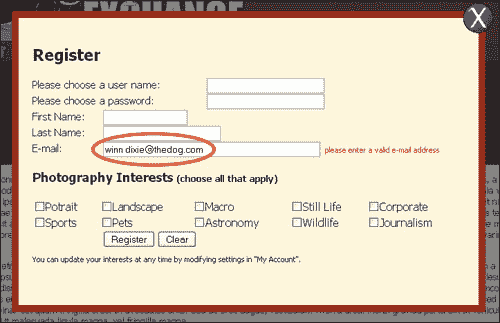 EXCHANGE
X
Register
Please choose a user name:
Please choose a password:
First Name:
Last Name:
E-mail: winn dixie@thedog.com please enter a valid e-mail address
Photography Interests (choose all that apply)
Potrait Landscape Macro Still Life Corporate
Sports Pets Astronomy Wildlife Journalism
Register Clear
You can update your interests at any time by modifying settings in "My Account".